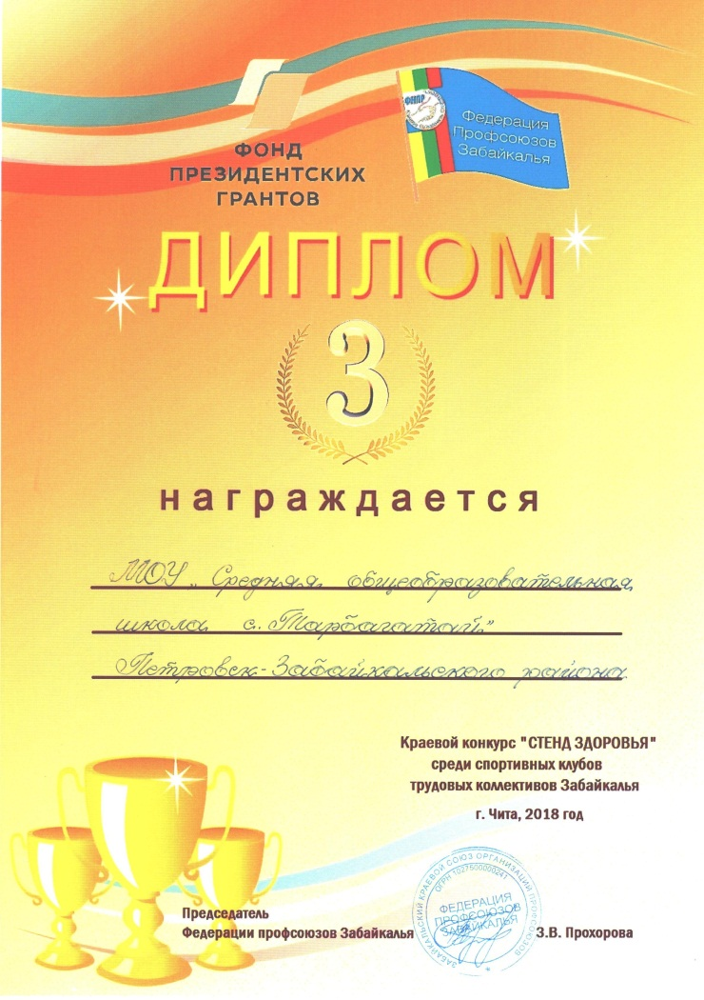 ФОНД
ПРЕЗИДЕНТСКИХ
ГРАНТОВ
ФНПР
Федерация
Профсоюзов
Забайкалья
ДИПЛОМ
3
награждается
МОУ „Средняя общеобразовательная
школа с. Тарбагатай"
Петровск-Забайкальского района.
Краевой конкурс "СТЕНД ЗДОРОВЬЯ"
среди спортивных клубов
трудовых коллективов Забайкалья
г. Чита, 2018 год
Председатель
Федерации профсоюзов Забайкалья
З.В. Прохорова
ЗАБАЙКАЛЬСКИЙ КРАЕВОЙ СОЮЗ ОРГАНИЗАЦИЙ ПРОФСОЮЗОВ
ОГРН 1027500000241
ФЕДЕРАЦИЯ
ПРОФСОЮЗОВ
ЗАБАЙКАЛЬЯ